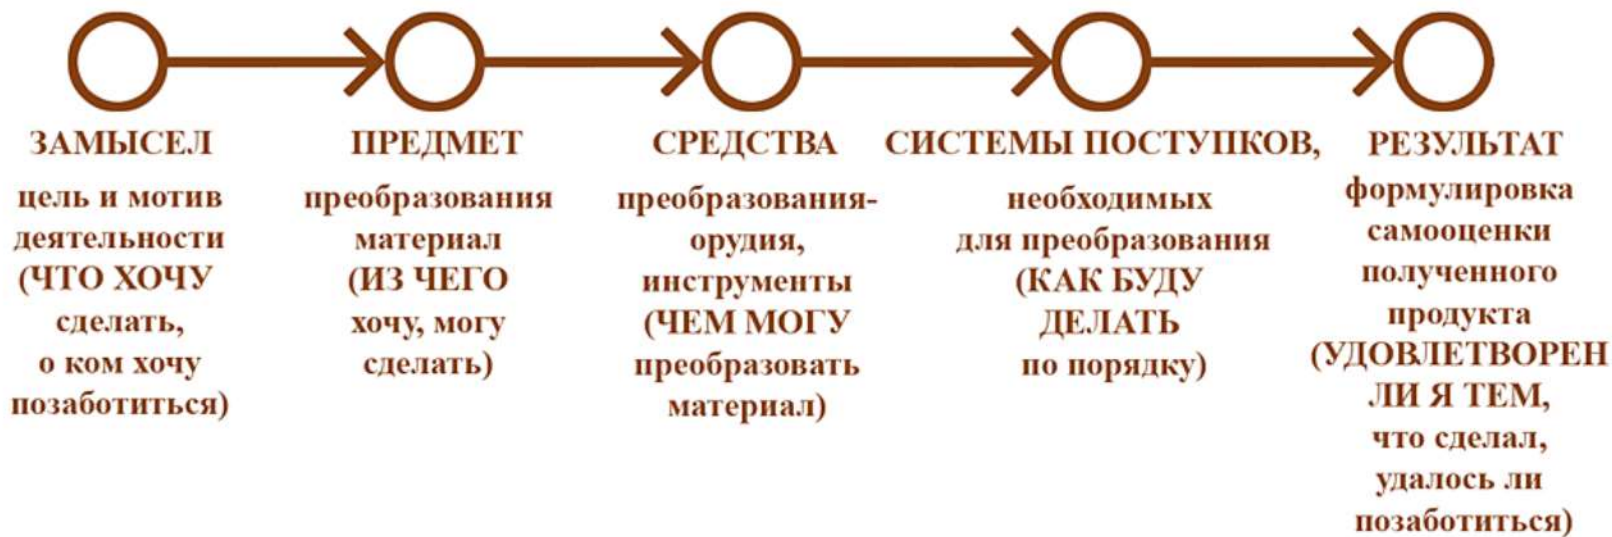 ЗАМЫСЕЛ
цель и мотив
деятельности
(ЧТО ХОЧУ
сделать,
о ком хочу
позаботиться)
ПРЕДМЕТ
преобразования
материал
(ИЗ ЧЕГО
хочу, могу
сделать)
СРЕДСТВА
преобразования-
орудия,
инструменты
(ЧЕМ МОГУ
преобразовать
материал)
СИСТЕМЫ ПОСТУПКОВ,
необходимых
для преобразования
(КАК БУДУ
ДЕЛАТЬ
по порядку)
РЕЗУЛЬТАТ
формулировка
самооценки
полученного
продукта
(УДОВЛЕТВОРЕН
ЛИ Я ТЕМ,
что сделал,
удалось ли
позаботиться)